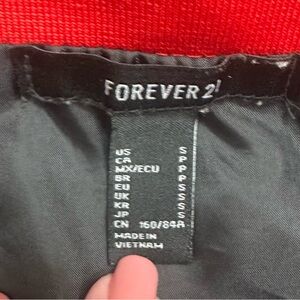 FOREVER 21
US S
CA P
MX/ECU P
BR P
EU S
UK S
KR S
JP S
CN 160/84A
MADE IN
VIETNAM